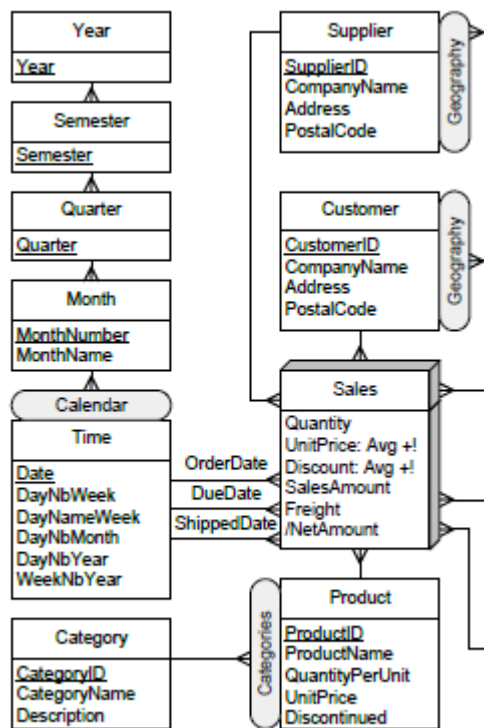 Year
Year
Semester
Semester
Quarter
Quarter
Month
MonthNumber
MonthName
Calendar
Time
Date
DayNbWeek
DayNameWeek
DayNbMonth
DayNbYear
WeekNbYear
Category
CategoryID
CategoryName
Description
OrderDate
DueDate
ShippedDate
Supplier
SupplierID
CompanyName
Address
PostalCode
Geography
Customer
CustomerID
CompanyName
Address
PostalCode
Geography
Sales
Quantity
UnitPrice: Avg +!
Discount: Avg +!
SalesAmount
Freight
/NetAmount
Categories
Product
ProductID
ProductName
QuantityPerUnit
UnitPrice
Discontinued